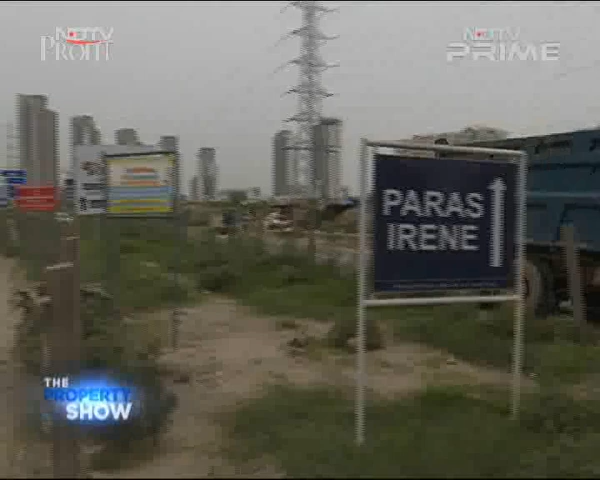 NDTV
PROFIT
NDTV
PRIME
PARAS
IRENE
THE
PROPERTY
SHOW